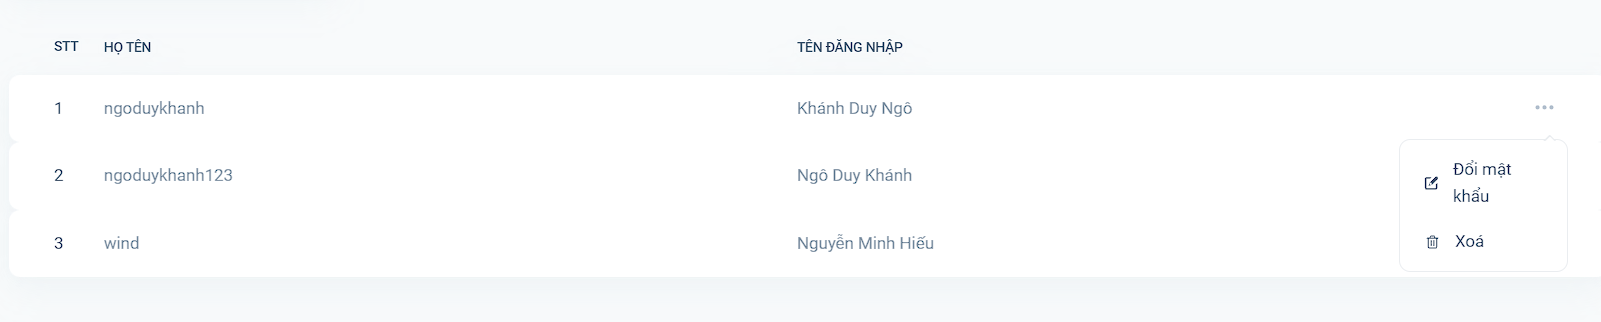 STT HỌ TÊN TÊN ĐĂNG NHẬP
1 ngoduykhanh Khánh Duy Ngô
2 ngoduykhanh123 Ngô Duy Khánh
Đổi mật
khẩu
3 wind Nguyễn Minh Hiếu
Xoá